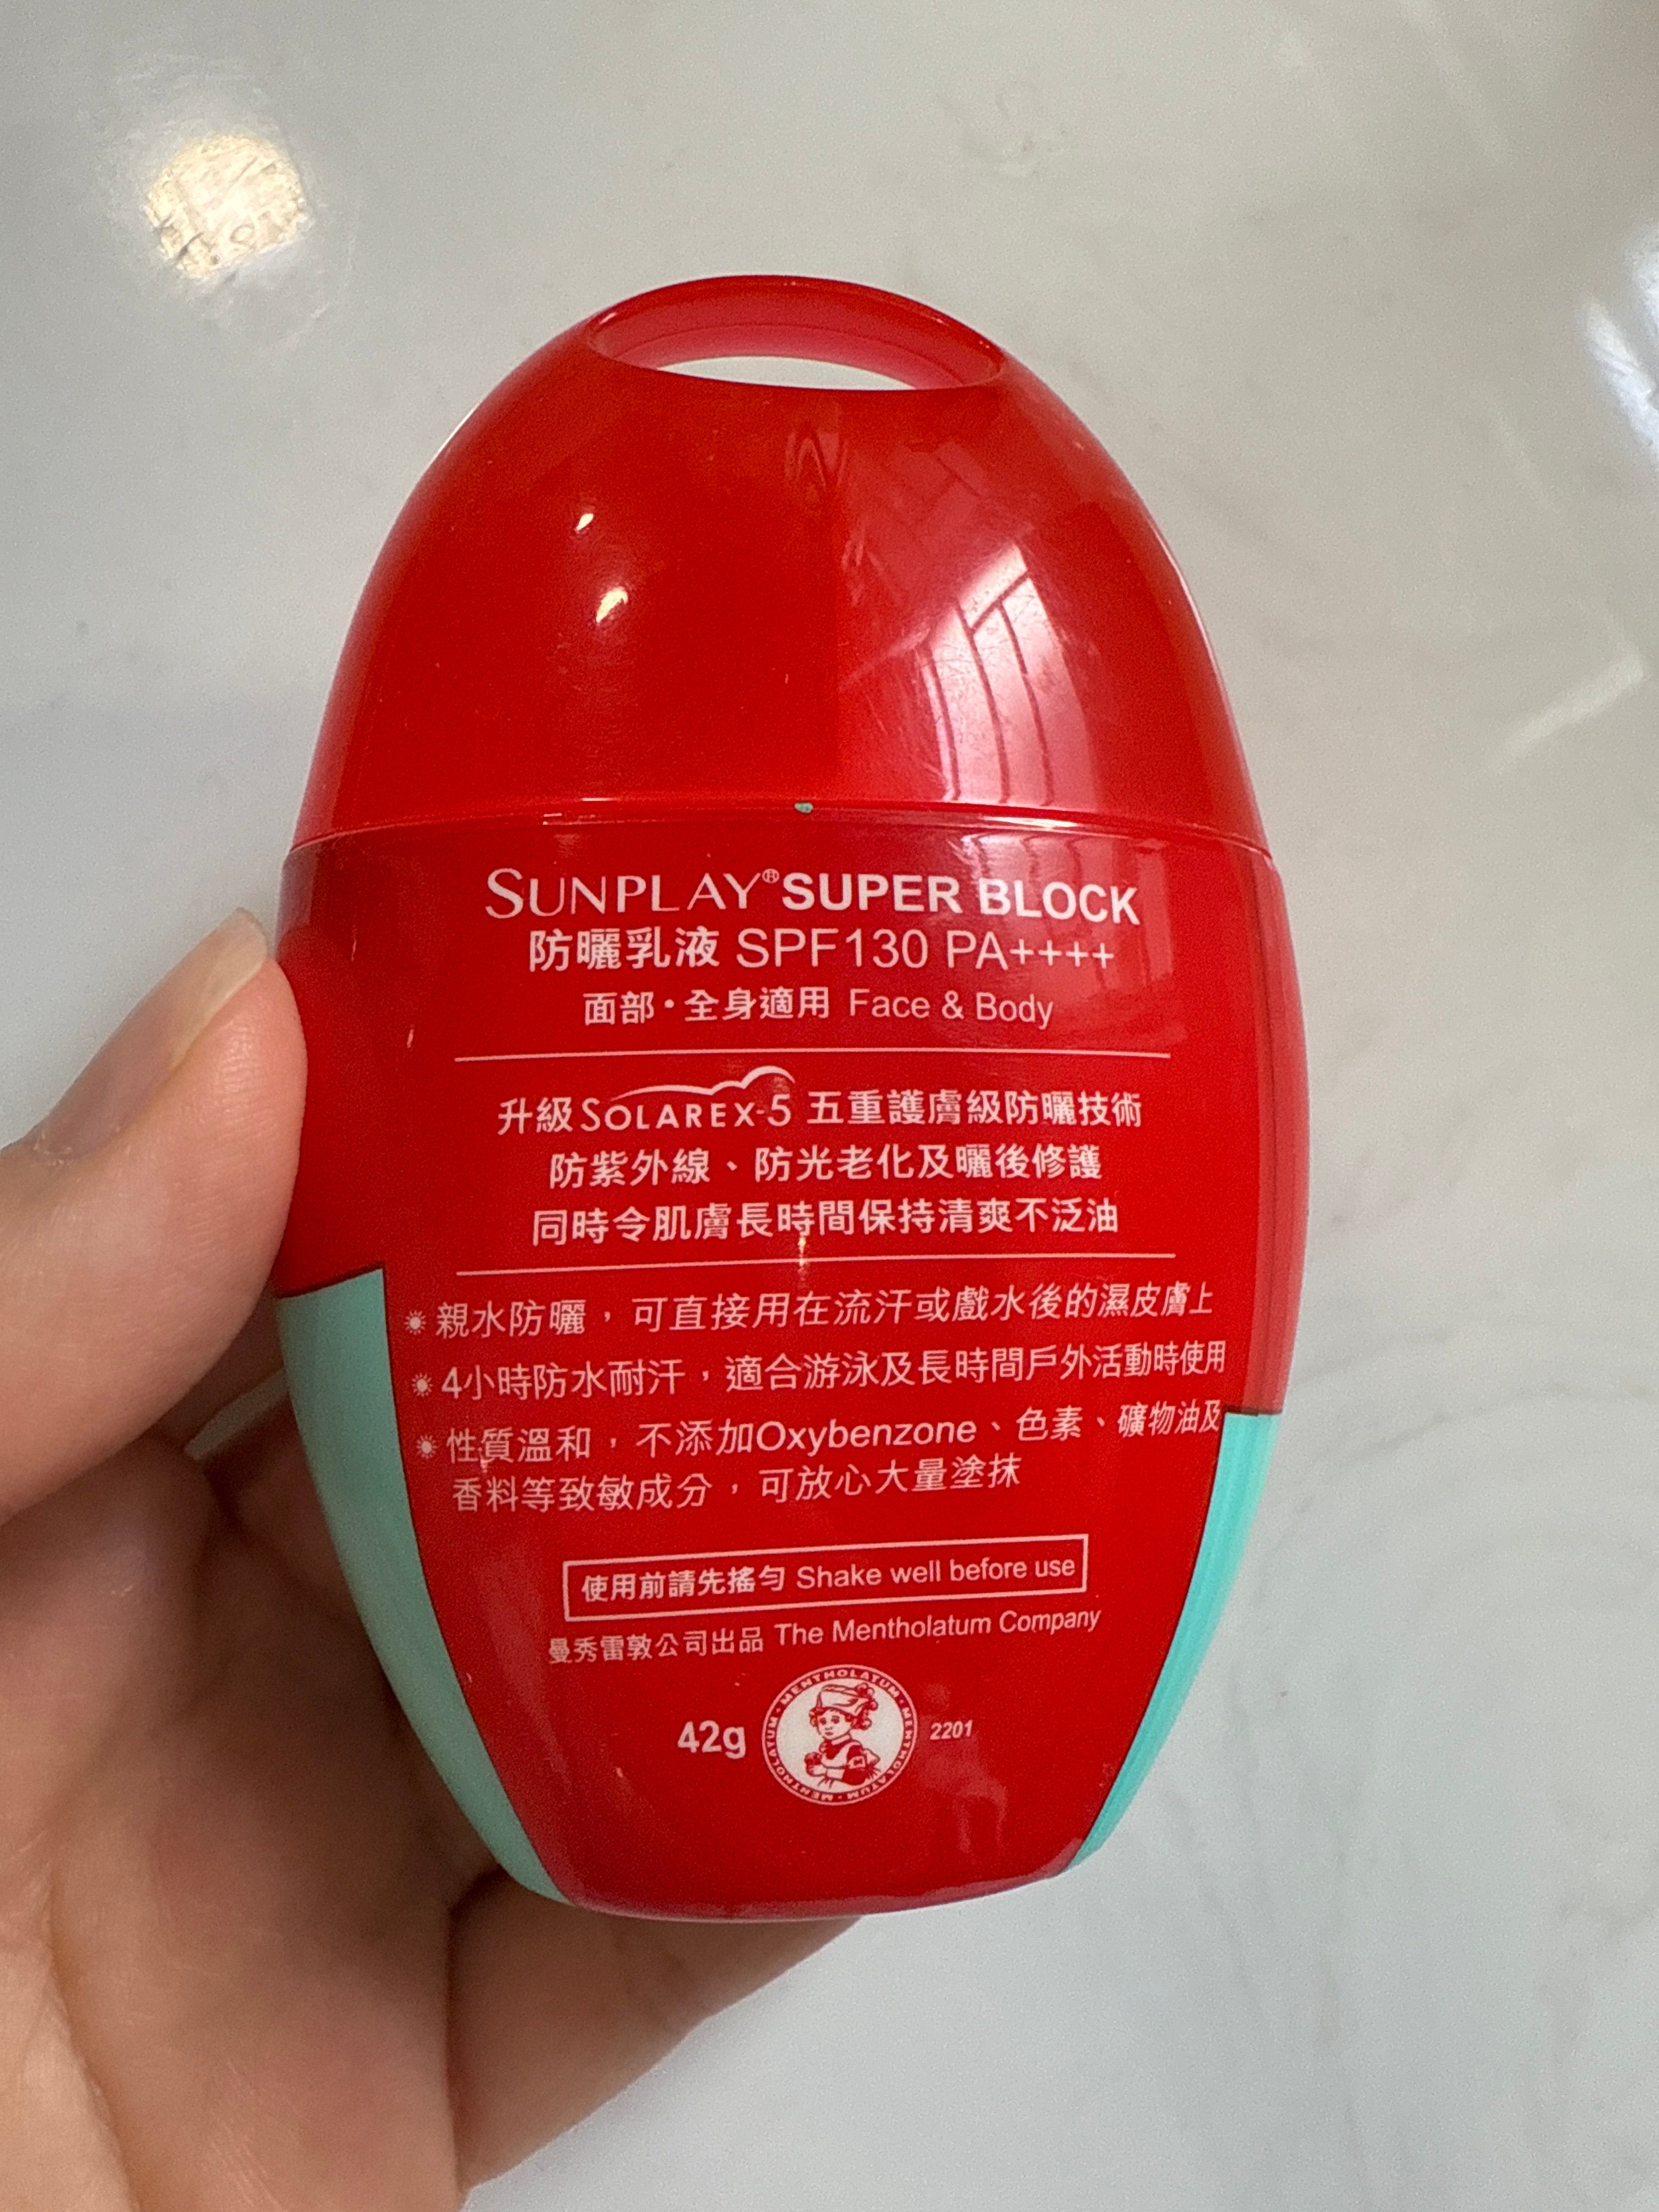 SUNPLAY® SUPER BLOCK
防曬乳液 SPF130 PA++++
面部・全身適用 Face & Body
升級SOLAREX-5 五重護膚級防曬技術
防紫外線、防光老化及曬後修護
同時令肌膚長時間保持清爽不泛油
親水防曬，可直接用在流汗或戲水後的濕皮膚上
4小時防水耐汗，適合游泳及長時間戶外活動時使用
性質溫和，不添加Oxybenzone、色素、礦物油及
香料等致敏成分，可放心大量塗抹
使用前請先搖勻 Shake well before use
曼秀雷敦公司出品 The Mentholatum Company
42g
MENTHOLATUM · MENTHOLATUM · MENTHOLATUM ·
2201